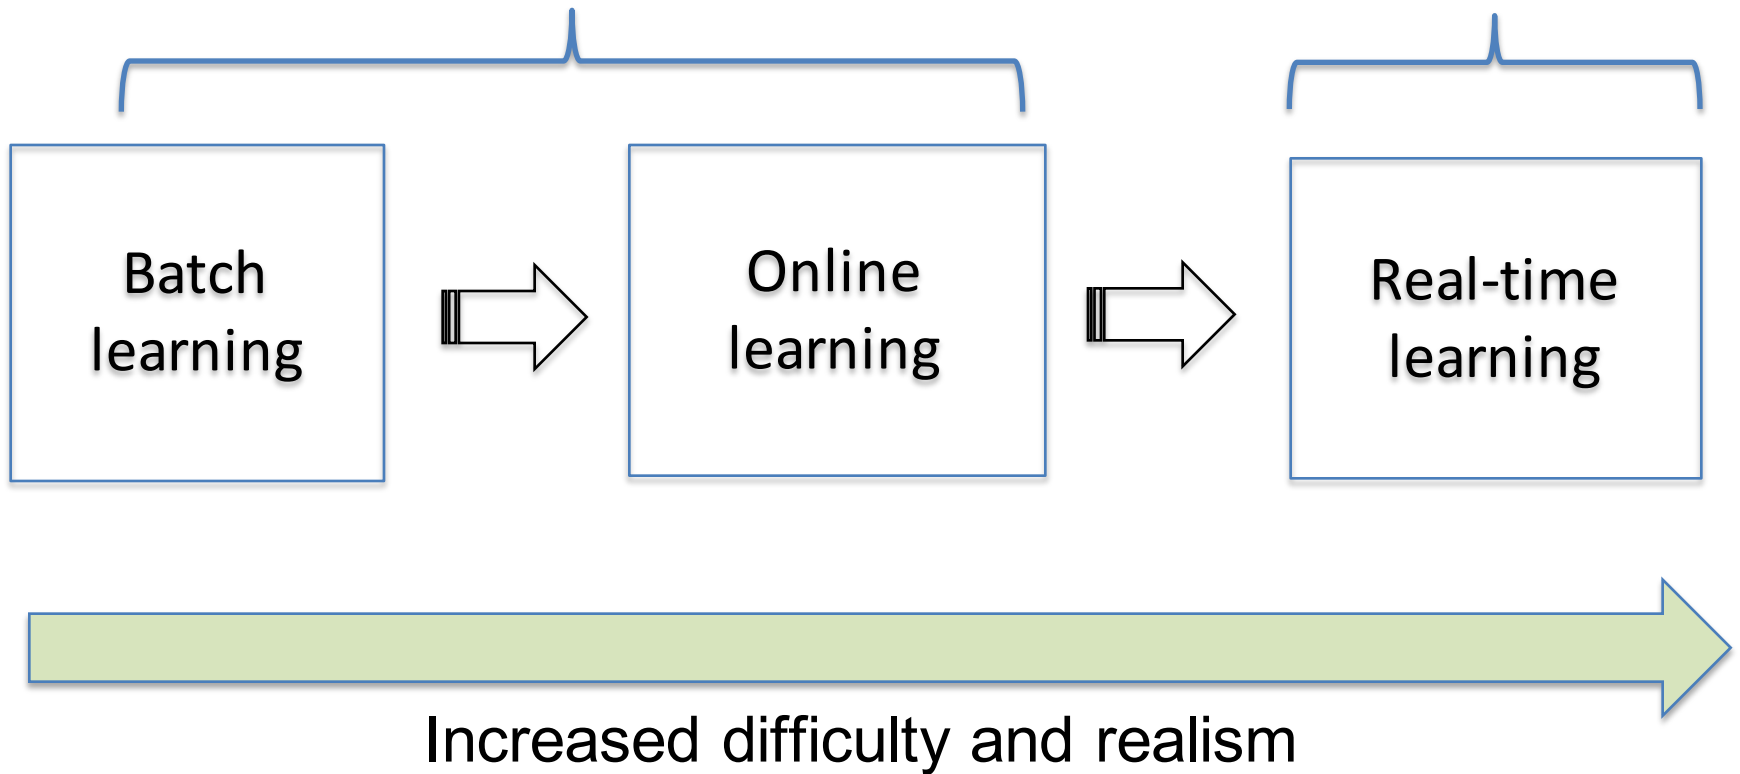 Batch
learning
Online
learning
Real-time
learning
Increased difficulty and realism